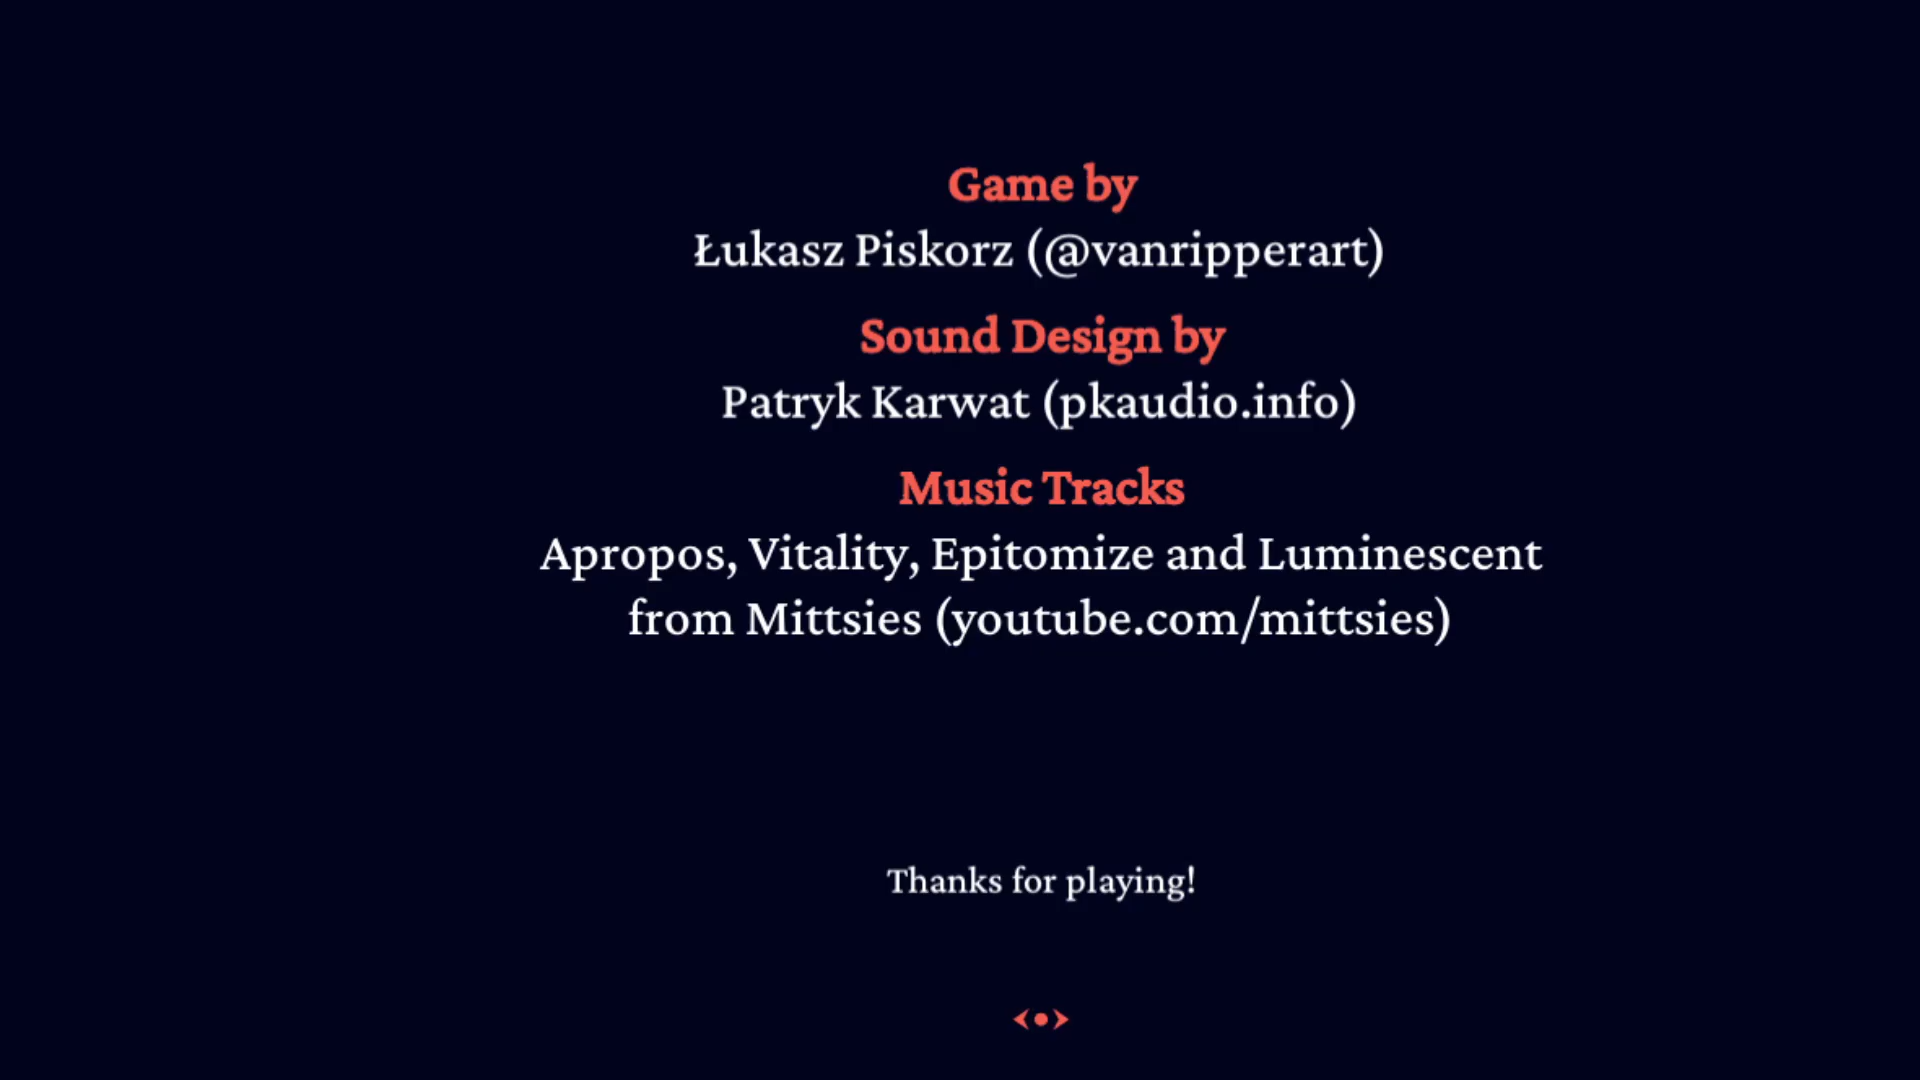 Game by
Łukasz Piskorz (@vanripperart)
Sound Design by
Patryk Karwat (pkaudio.info)
Music Tracks
Apropos, Vitality, Epitomize and Luminescent
from Mittsies (youtube.com/mittsies)
Thanks for playing!